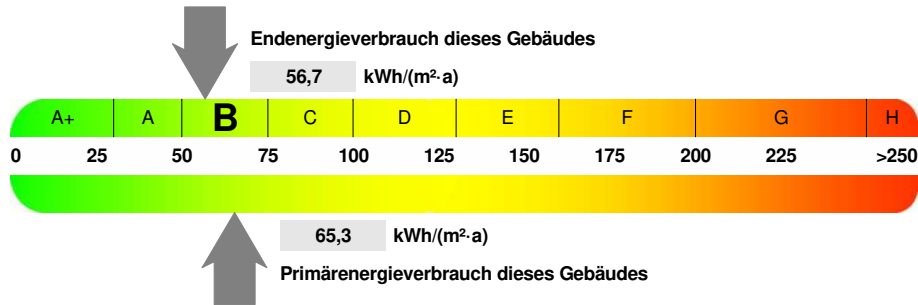 Endenergieverbrauch dieses Gebäudes
56,7 kWh/(m²·a)
A+ A B C D E F G H
0 25 50 75 100 125 150 175 200 225 >250
65,3 kWh/(m²·a)
Primärenergieverbrauch dieses Gebäudes